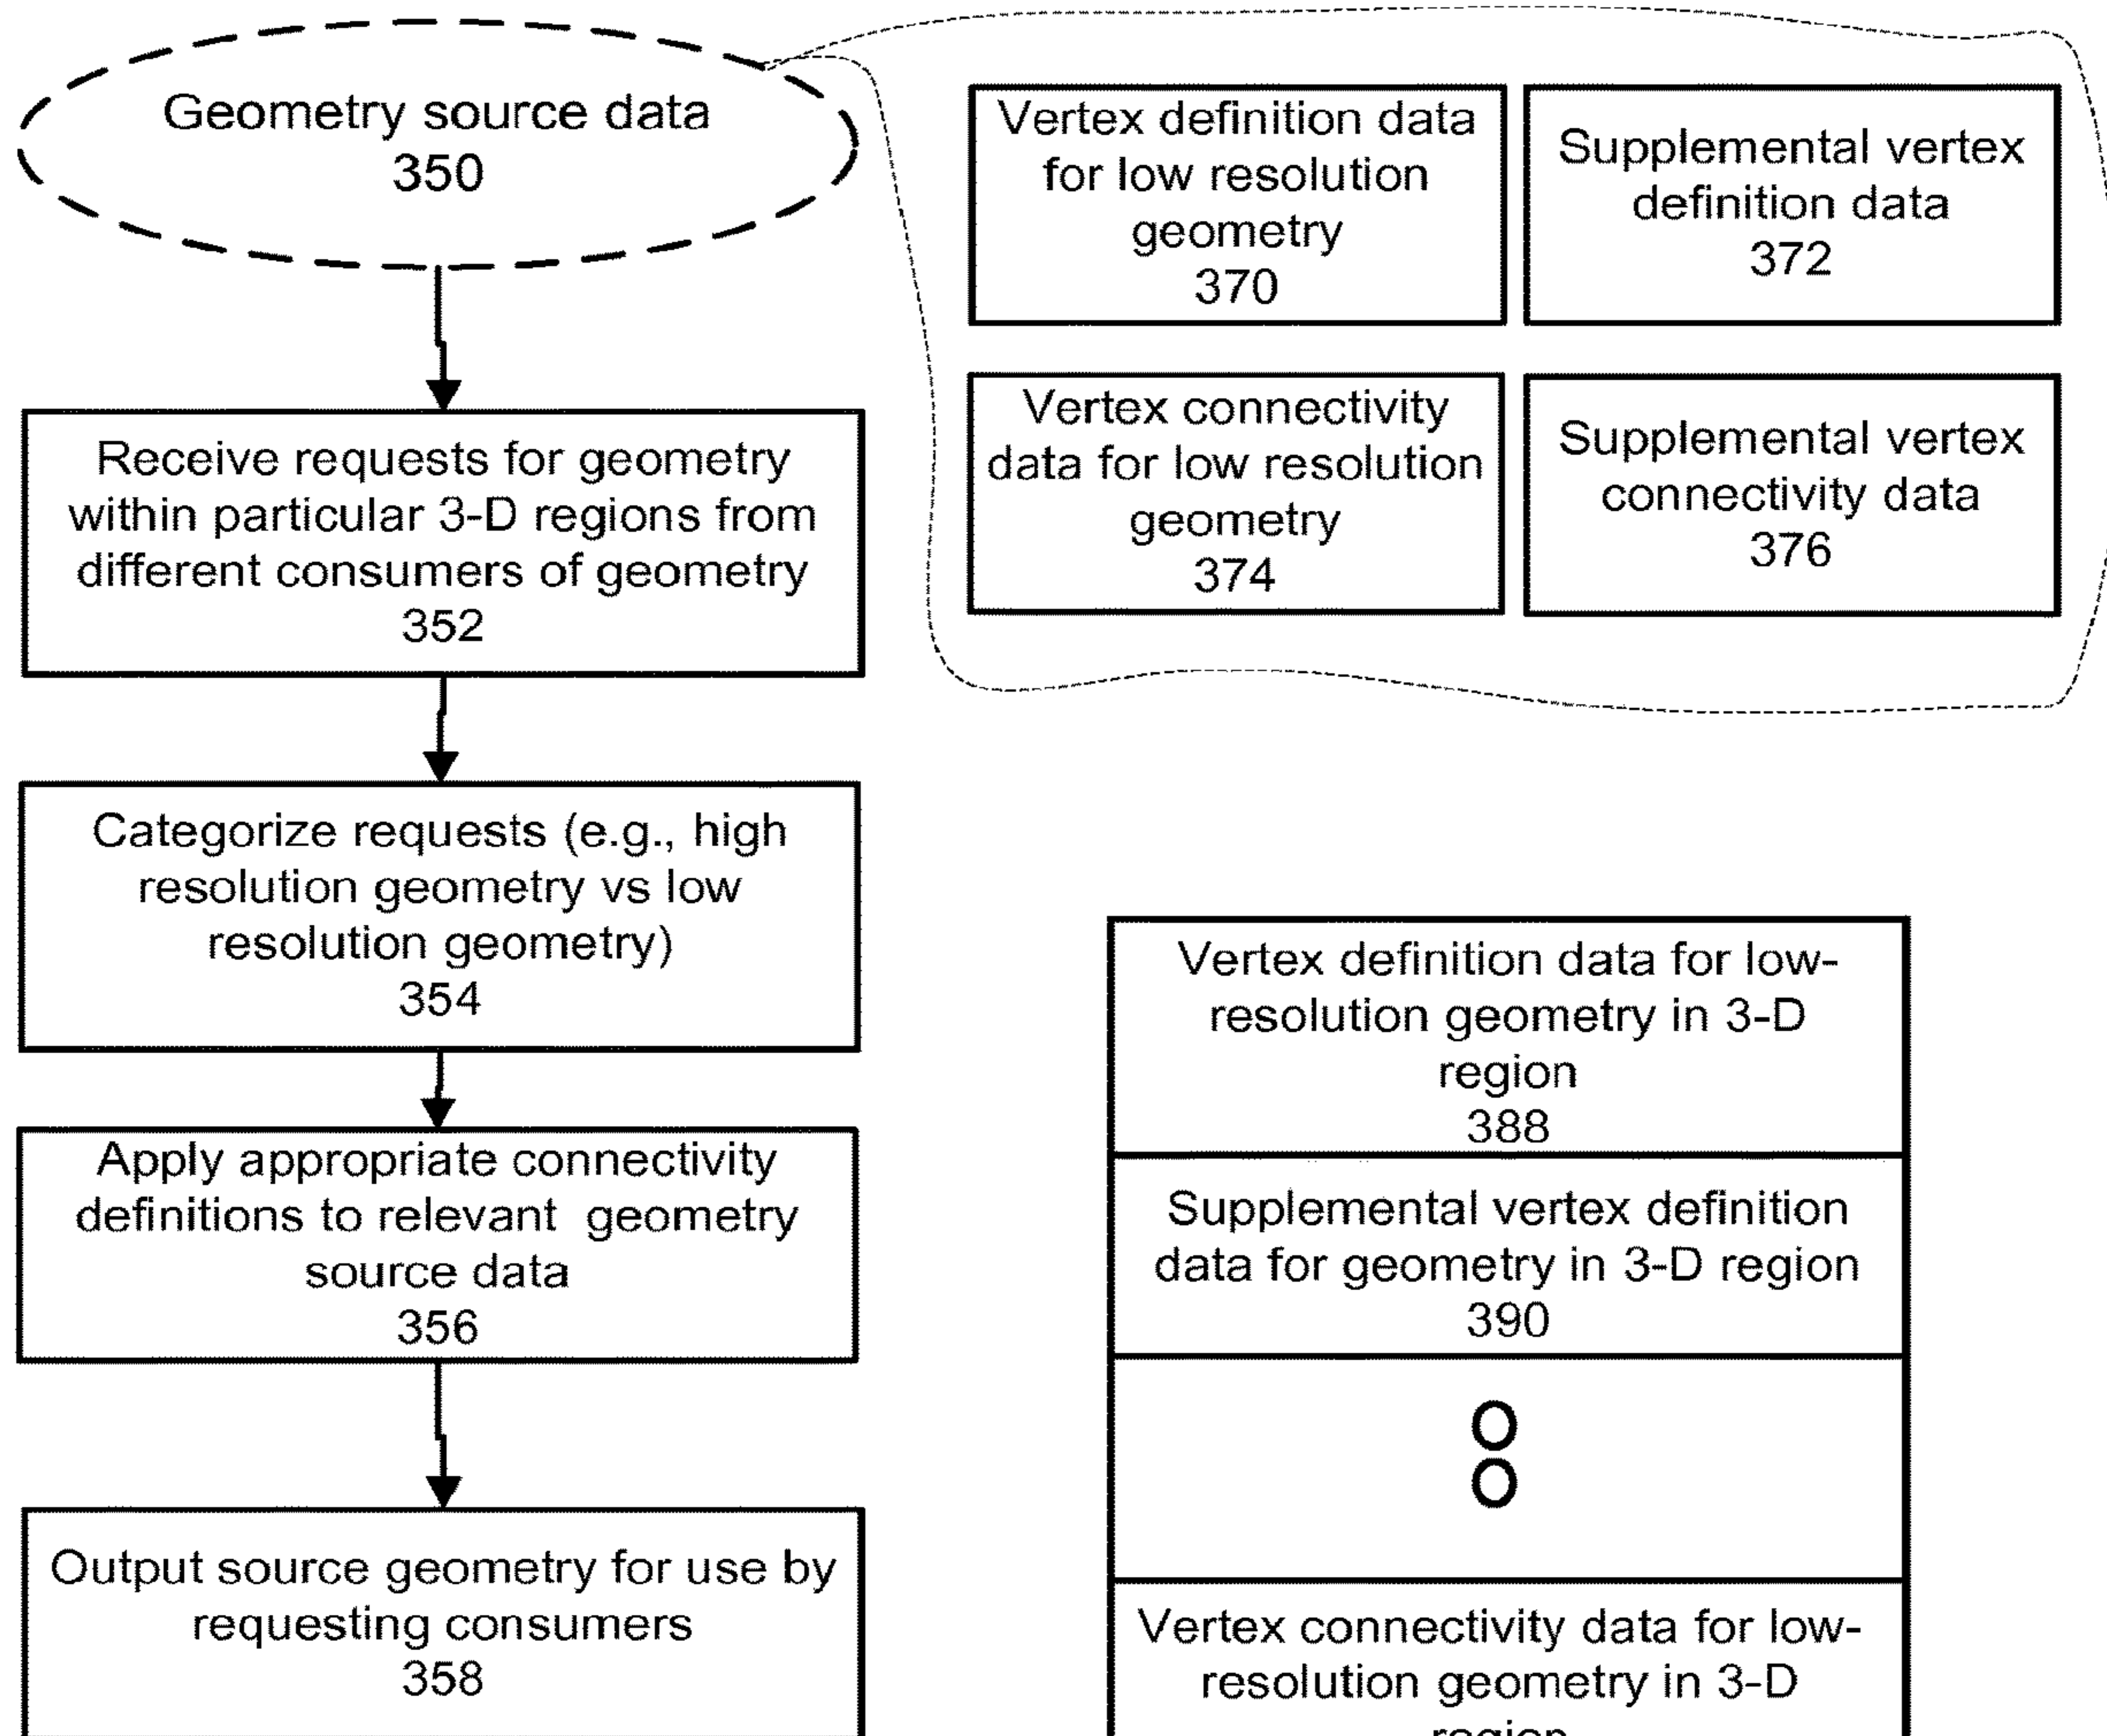 Geometry source data
350
Receive requests for geometry
within particular 3-D regions from
different consumers of geometry
352
Categorize requests (e.g., high
resolution geometry vs low
resolution geometry)
354
Apply appropriate connectivity
definitions to relevant geometry
source data
356
Output source geometry for use by
requesting consumers
358
Vertex definition data
for low resolution
geometry
370
Supplemental vertex
definition data
372
Vertex connectivity
data for low resolution
geometry
374
Supplemental vertex
connectivity data
376
Vertex definition data for low-
resolution geometry in 3-D
region
388
Supplemental vertex definition
data for geometry in 3-D region
390
Vertex connectivity data for low-
resolution geometry in 3-D
region